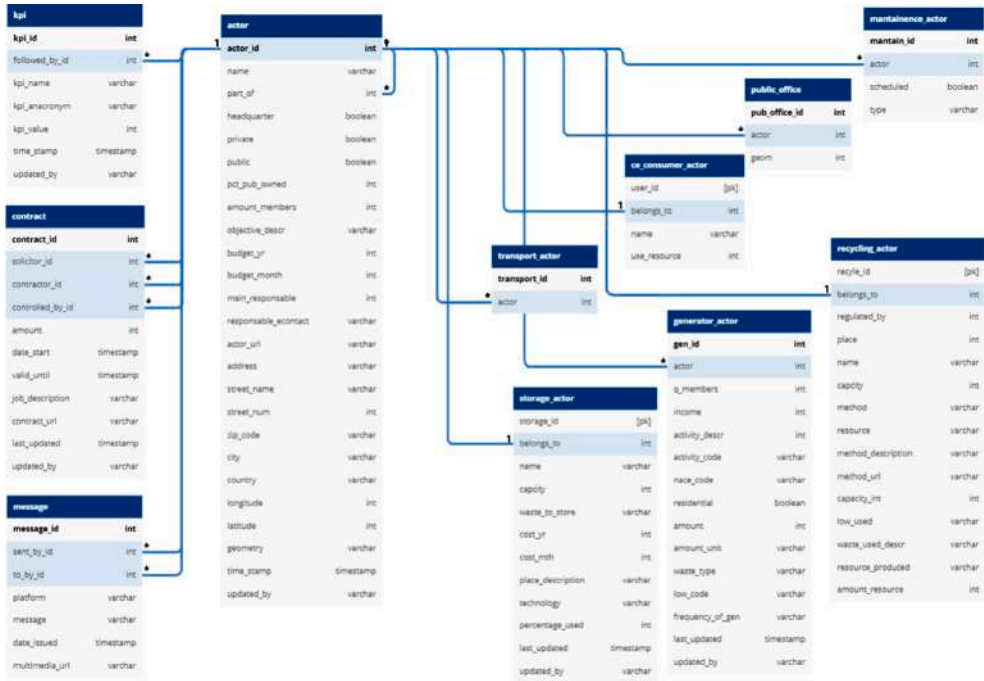 kpi
kpi_id int
followed_by_id int
kpi_name varchar
kpi_anacronym varchar
kpi_value int
time_stamp timestamp
updated_by varchar
contract
contract_id int
solicitor_id int
contractor_id int
controlled_by_id int
amount int
date_start timestamp
valid_until timestamp
job_description varchar
contract_url varchar
last_updated timestamp
updated_by varchar
message
message_id int
sent_by_id int
to_by_id int
platform varchar
message varchar
date_issued timestamp
multimedia_url varchar
actor
actor_id int
name varchar
part_of int
headquarter boolean
private boolean
public boolean
pct_pub_owned int
amount_members int
objective_descr varchar
budget_yr int
budget_month int
main_responsable int
responsable_econtact varchar
actor_url varchar
address varchar
street_name varchar
street_num int
zip_code varchar
city varchar
country varchar
longitude int
latitude int
geometry varchar
time_stamp timestamp
updated_by varchar
1
*
*
*
*
*
*
*
*
transport_actor
transport_id int
* actor int
storage_actor
storage_id [pk]
1 belongs_to int
name varchar
capcity int
waste_to_store varchar
cost_yr int
cost_mth int
place_description varchar
technology varchar
percentage_used int
last_updated timestamp
updated_by varchar
ce_consumer_actor
user_id [pk]
1 belongs_to int
name varchar
use_resource int
generator_actor
gen_id int
* actor int
q_members int
income int
activity_descr int
activity_code varchar
nace_code varchar
residential boolean
amount int
amount_unit varchar
waste_type varchar
low_code varchar
frequency_of_gen varchar
last_updated timestamp
updated_by varchar
public_office
pub_office_id int
* actor int
geom int
mantainence_actor
mantain_id int
* actor int
scheduled boolean
type varchar
recycling_actor
recyle_id [pk]
1 belongs_to int
regulated_by int
place int
name varchar
capcity int
method varchar
resource varchar
method_description varchar
method_url varchar
capacity_int int
low_used varchar
waste_used_descr varchar
resource_produced varchar
amount_resource int